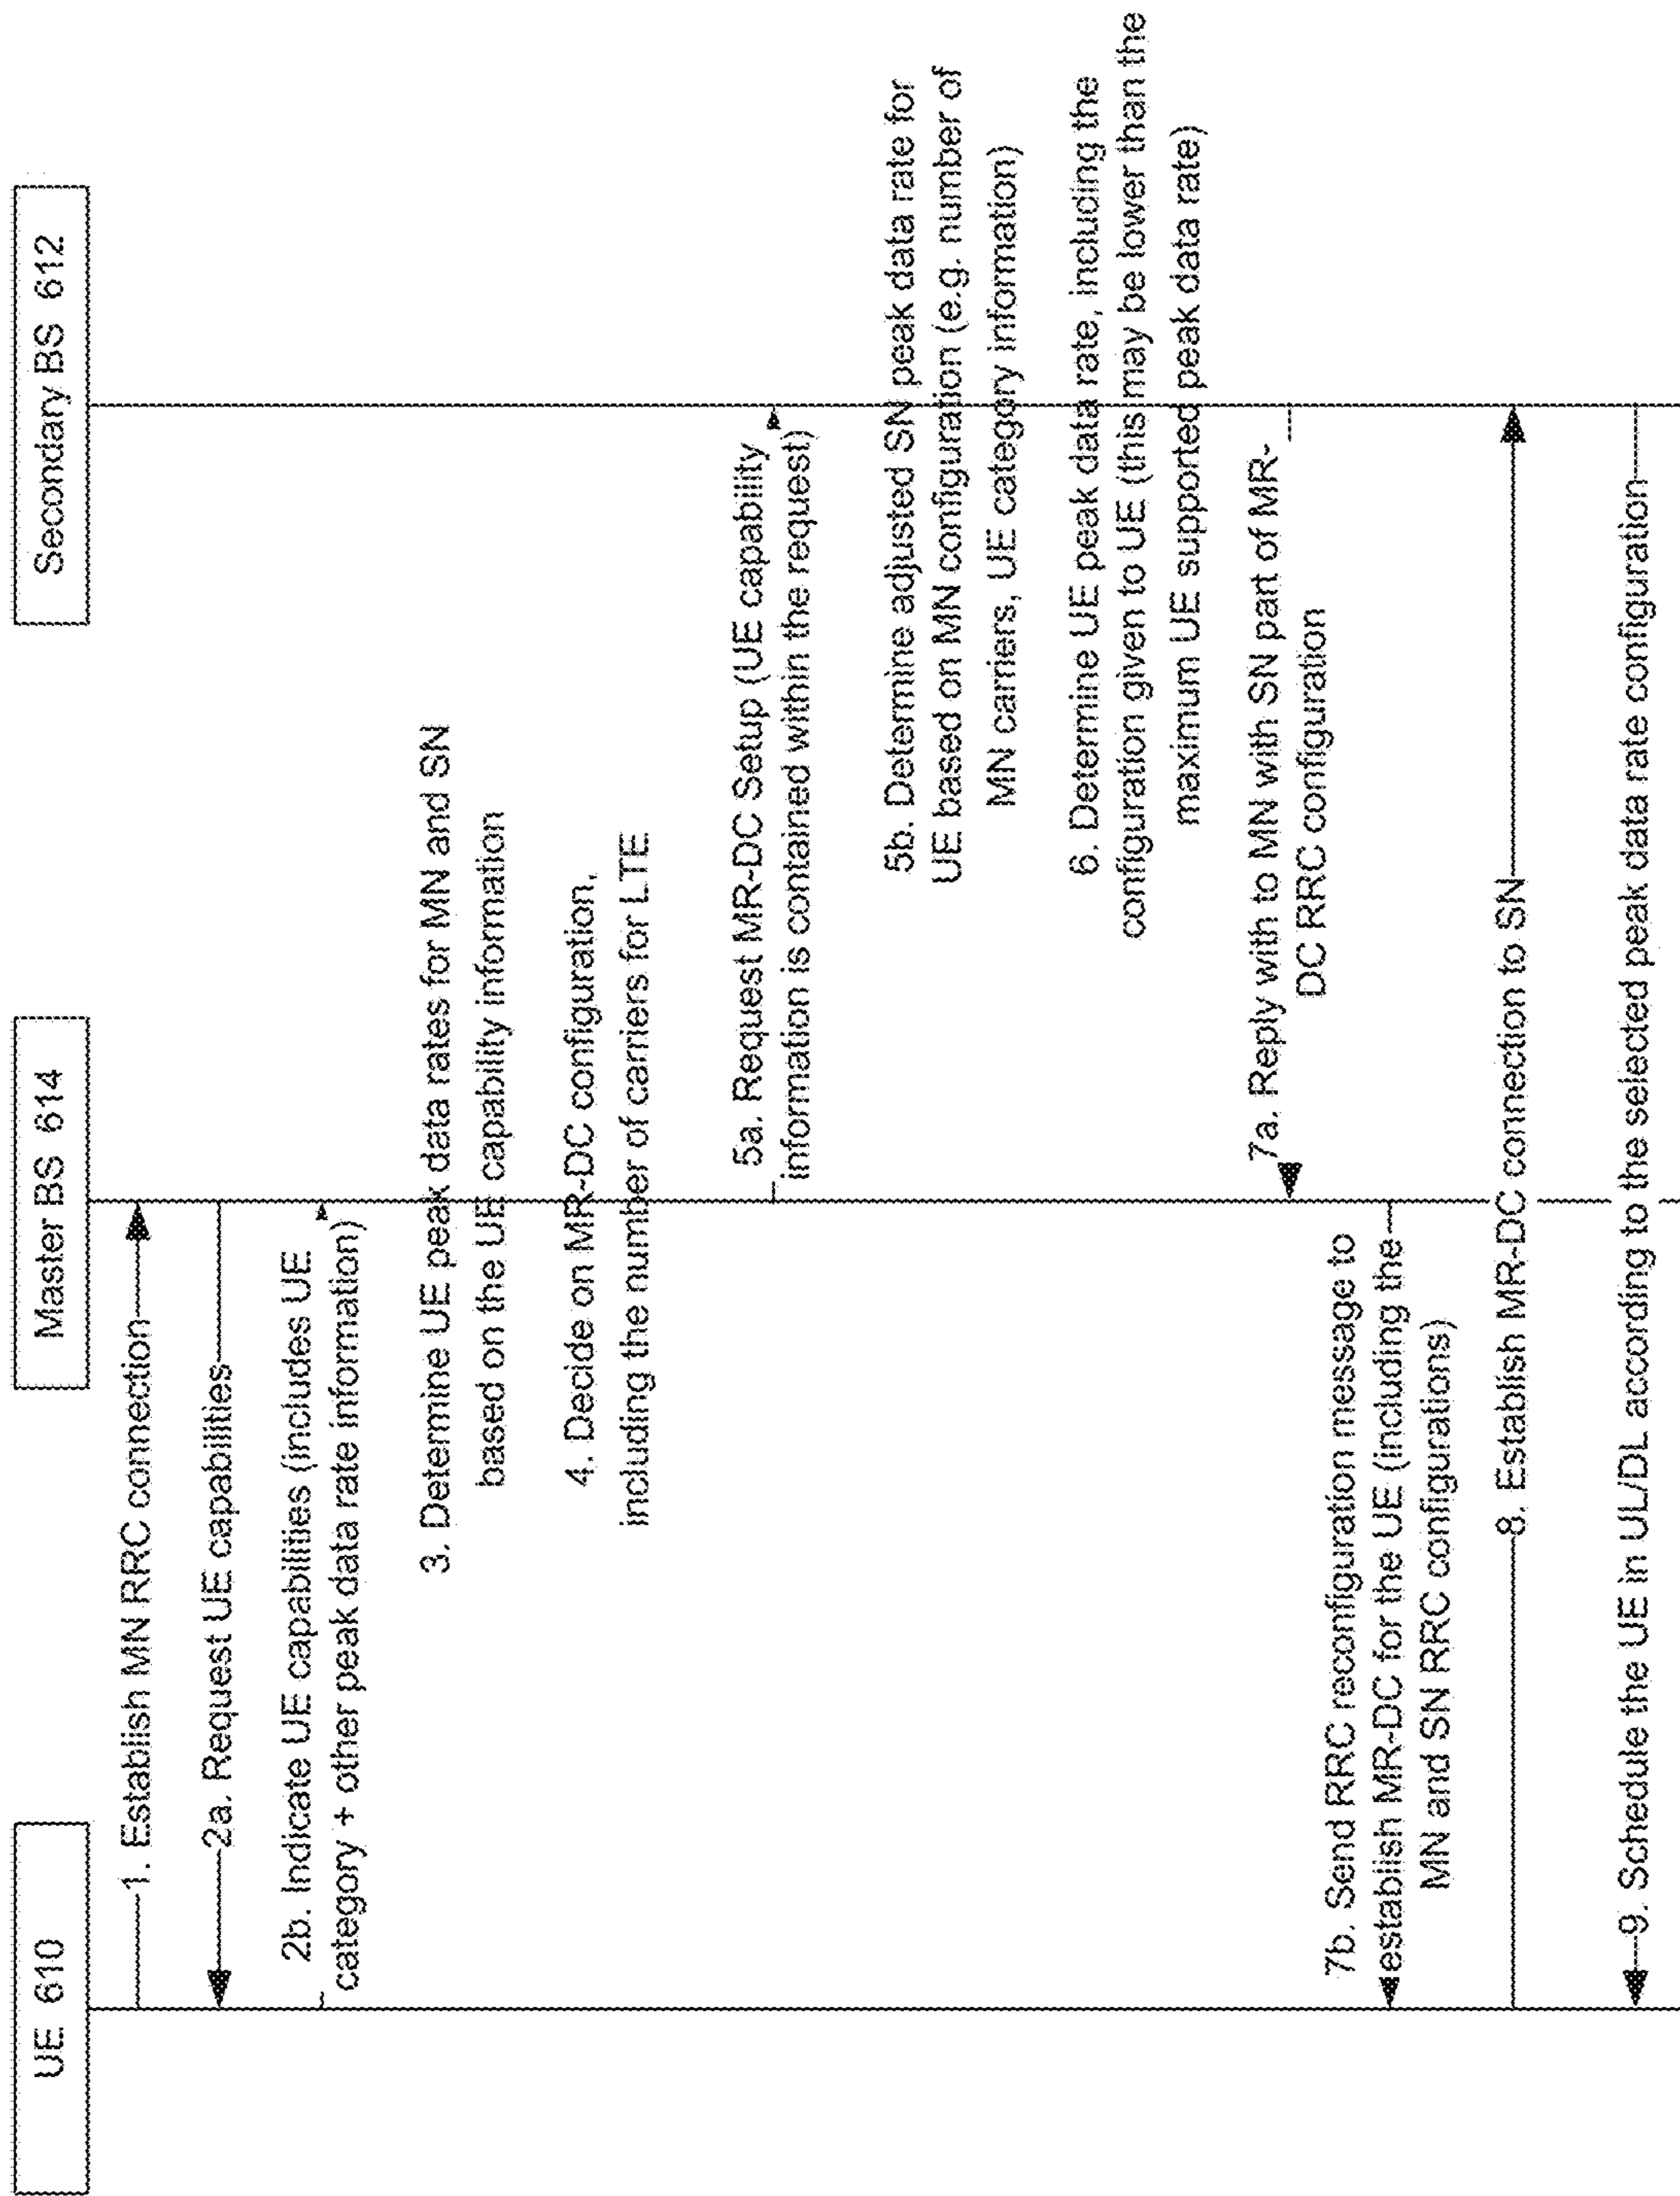 UE 610
Master BS 614
Secondary BS 612
1. Establish MN RRC connection
2a. Request UE capabilities
2b. Indicate UE capabilities (includes UE
category + other peak data rate information)
3. Determine UE peak data rates for MN and SN
based on the UE capability information
4. Decide on MR-DC configuration,
including the number of carriers for LTE
5a. Request MR-DC Setup (UE capability
information is contained within the request)
5b. Determine adjusted SN peak data rate for
UE based on MN configuration (e.g. number of
MN carriers, UE category information)
6. Determine UE peak data rate, including the
configuration given to UE (this may be lower than the
maximum UE supported peak data rate)
7a. Reply with to MN with SN part of MR-
DC RRC configuration
7b. Send RRC reconfiguration message to
establish MR-DC for the UE (including the
MN and SN RRC configurations)
8. Establish MR-DC connection to SN
9. Schedule the UE in UL/DL according to the selected peak data rate configuration